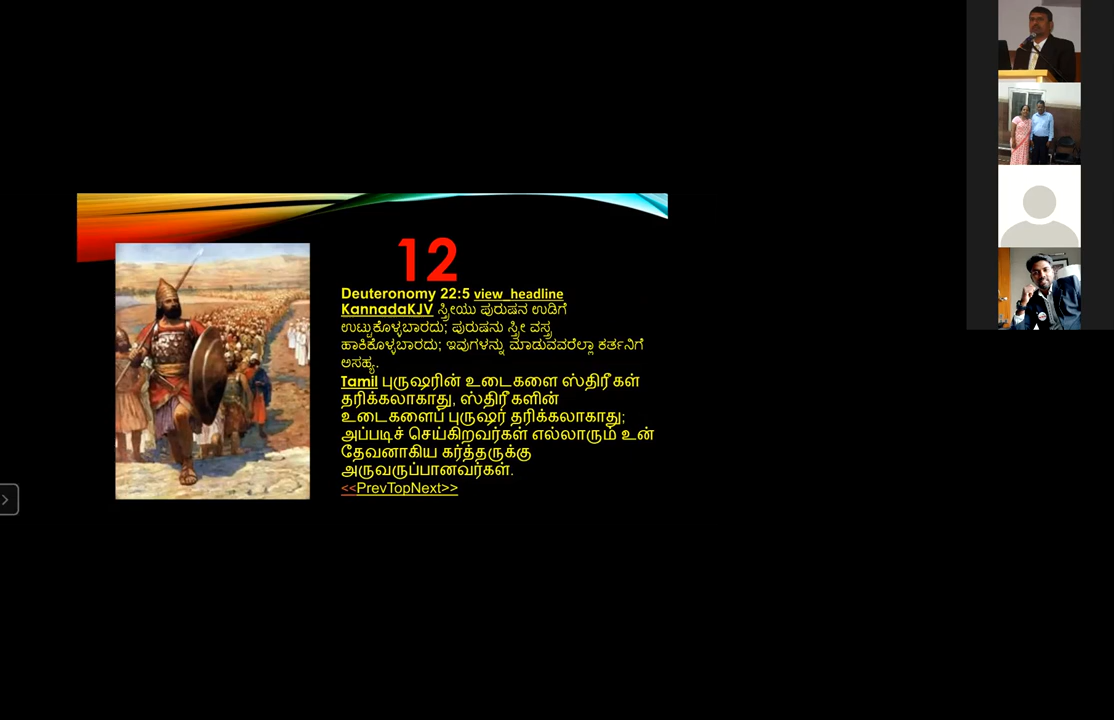 12
Deuteronomy 22:5 view_headline
KannadaKJV ಸ್ತ್ರೀಯು ಪುರುಷನ ಉಡಿಗೆ
ಉಟ್ಟುಕೊಳ್ಳಬಾರದು; ಪುರುಷನು ಸ್ತ್ರೀ ವಸ್ತ್ರ
ಹಾಕಿಕೊಳ್ಳಬಾರದು; ಇವುಗಳನ್ನು ಮಾಡುವವರೆಲ್ಲಾ ಕರ್ತನಿಗೆ
ಅಸಹ್ಯ.
Tamil புருஷரின் உடைகளை ஸ்திரீகள்
தரிக்கலாகாது, ஸ்திரீகளின்
உடைகளைப் புருஷர் தரிக்கலாகாது;
அப்படிச் செய்கிறவர்கள் எல்லாரும் உன்
தேவனாகிய கர்த்தருக்கு
அருவருப்பானவர்கள்.
<<PrevTopNext>>